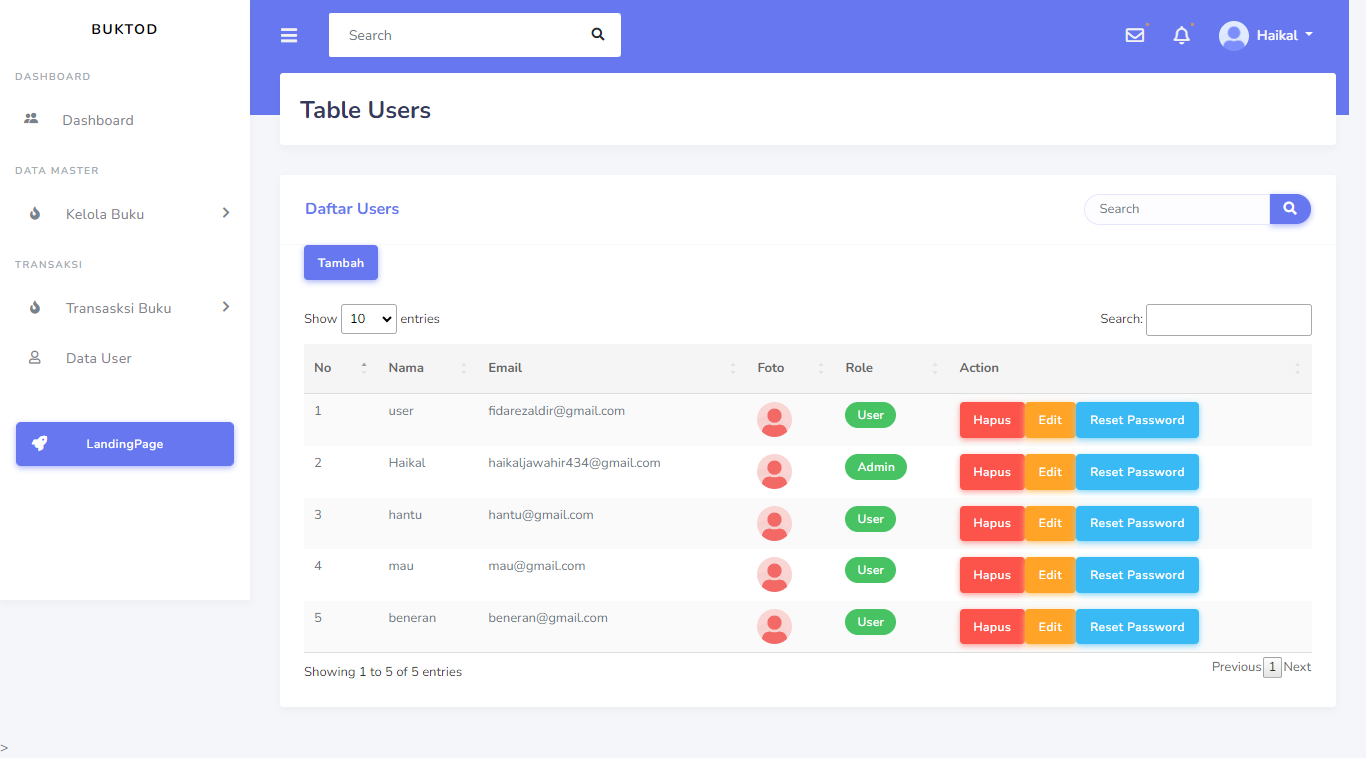 BUKTOD
Search
Haikal
DASHBOARD
Dashboard
DATA MASTER
Kelola Buku
TRANSAKSI
Transasksi Buku
Data User
LandingPage
Table Users
Daftar Users
Search
Tambah
Show 10 entries
Search:
No Nama Email Foto Role Action
1 user fidarezaldir@gmail.com User Hapus Edit Reset Password
2 Haikal haikaljawahir434@gmail.com Admin Hapus Edit Reset Password
3 hantu hantu@gmail.com User Hapus Edit Reset Password
4 mau mau@gmail.com User Hapus Edit Reset Password
5 beneran beneran@gmail.com User Hapus Edit Reset Password
Showing 1 to 5 of 5 entries
Previous 1 Next
>